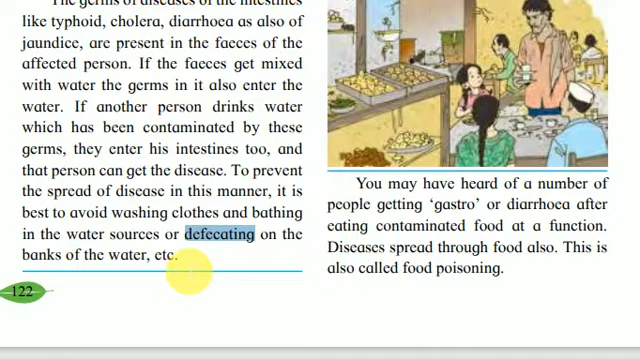 The germs of diseases of the intestines
like typhoid, cholera, diarrhoea as also of
jaundice, are present in the faeces of the
affected person. If the faeces get mixed
with water the germs in it also enter the
water. If another person drinks water
which has been contaminated by these
germs, they enter his intestines too, and
that person can get the disease. To prevent
the spread of disease in this manner, it is
best to avoid washing clothes and bathing
in the water sources or defecating on the
banks of the water, etc.
122
You may have heard of a number of
people getting ‘gastro’ or diarrhoea after
eating contaminated food at a function.
Diseases spread through food also. This is
also called food poisoning.